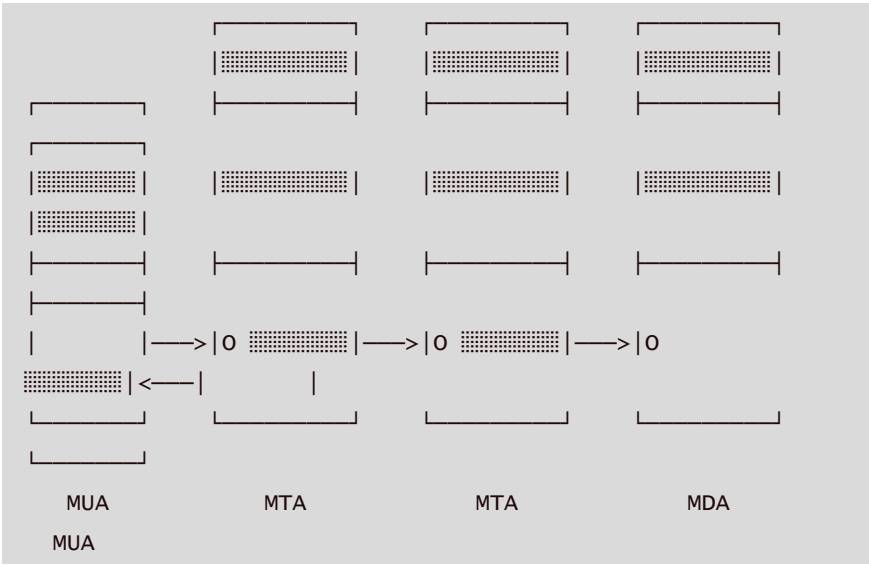 ┌───────┐ ┌───────┐ ┌───────┐
|░░░░░░░| |░░░░░░░| |░░░░░░░|
┌──────┐ ├───────┤ ├───────┤ ├───────┤
┌──────┐
|░░░░░░| |░░░░░░░| |░░░░░░░| |░░░░░░░|
|░░░░░░|
├──────┤ ├───────┤ ├───────┤ ├───────┤
├──────┤
| |───>|O ░░░░░░|───>|O ░░░░░░|───>|O
░░░░░░|<───| |
└──────┘ └───────┘ └───────┘ └───────┘
└──────┘
MUA MTA MTA MDA
MUA